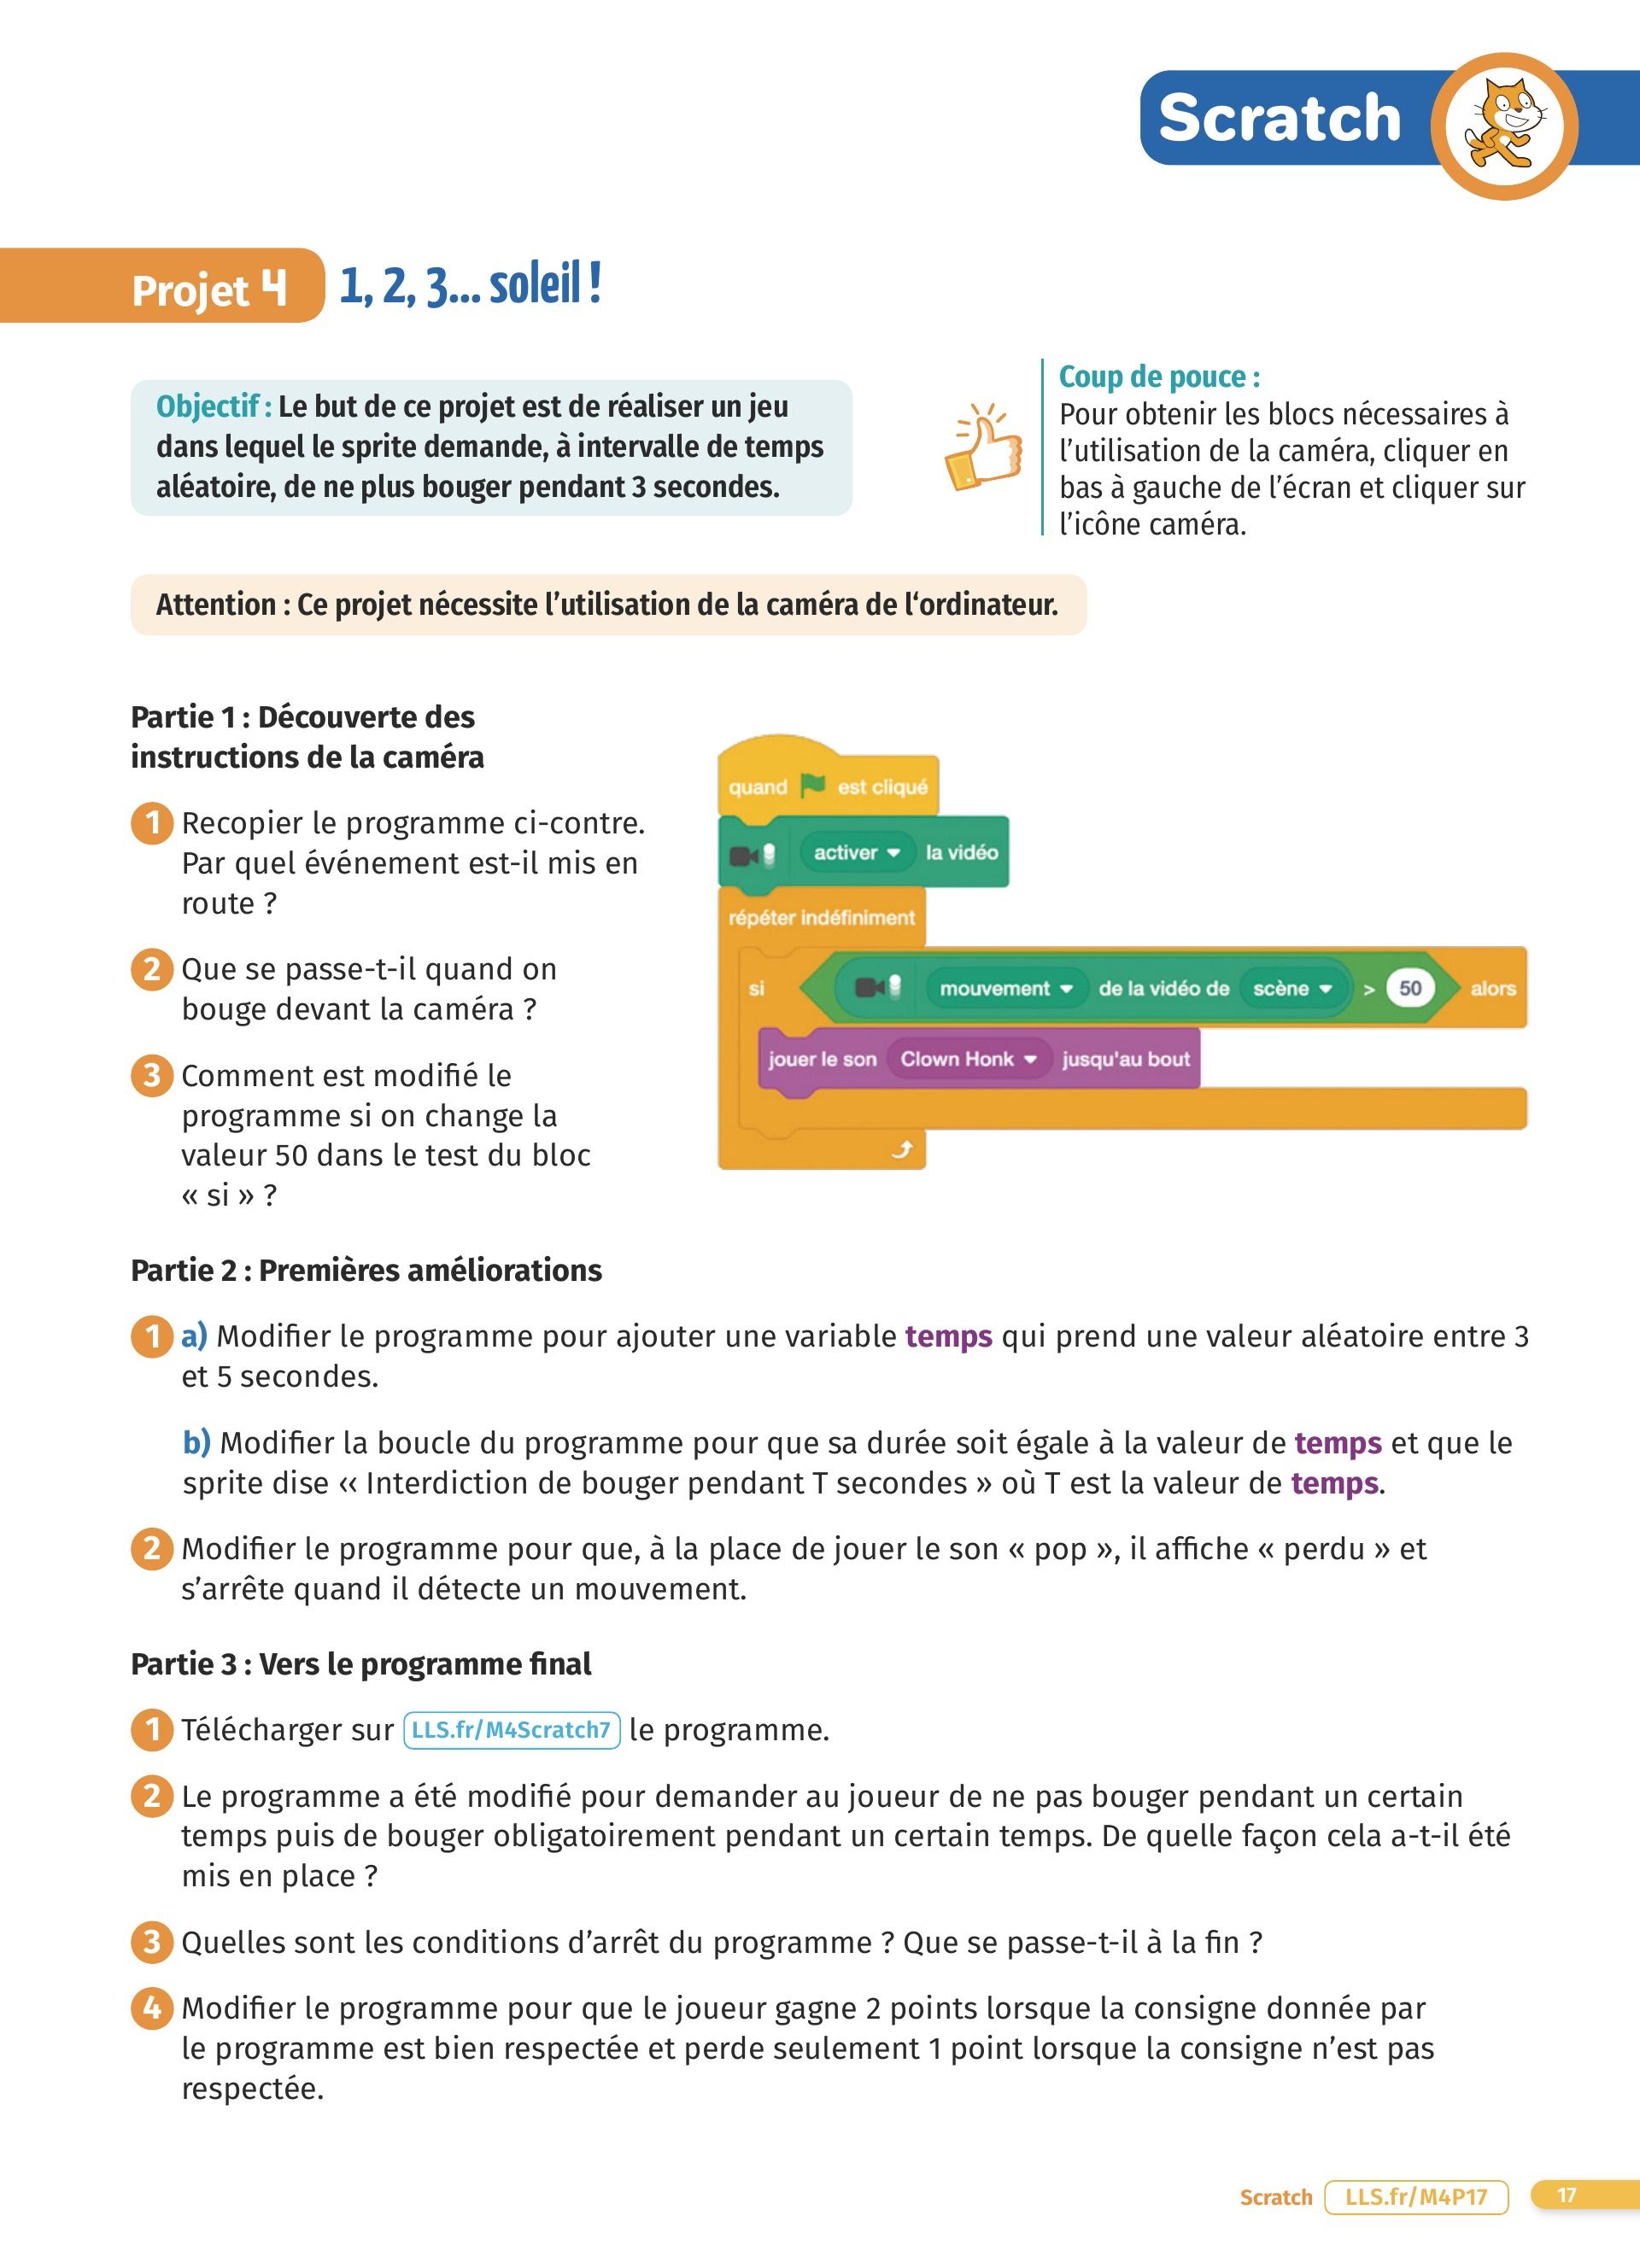 Scratch
Projet 4 1, 2, 3... soleil !
Objectif : Le but de ce projet est de réaliser un jeu
dans lequel le sprite demande, à intervalle de temps
aléatoire, de ne plus bouger pendant 3 secondes.
Coup de pouce :
Pour obtenir les blocs nécessaires à
l’utilisation de la caméra, cliquer en
bas à gauche de l’écran et cliquer sur
l’icône caméra.
Attention : Ce projet nécessite l’utilisation de la caméra de l‘ordinateur.
Partie 1 : Découverte des
instructions de la caméra
1 Recopier le programme ci-contre.
Par quel événement est-il mis en
route ?
2 Que se passe-t-il quand on
bouge devant la caméra ?
3 Comment est modifié le
programme si on change la
valeur 50 dans le test du bloc
« si » ?
quand est cliqué
activer la vidéo
répéter indéfiniment
si mouvement de la vidéo de scène > 50 alors
jouer le son Clown Honk jusqu'au bout
Partie 2 : Premières améliorations
1 a) Modifier le programme pour ajouter une variable temps qui prend une valeur aléatoire entre 3
et 5 secondes.
b) Modifier la boucle du programme pour que sa durée soit égale à la valeur de temps et que le
sprite dise « Interdiction de bouger pendant T secondes » où T est la valeur de temps.
2 Modifier le programme pour que, à la place de jouer le son « pop », il affiche « perdu » et
s’arrête quand il détecte un mouvement.
Partie 3 : Vers le programme final
1 Télécharger sur LLS.fr/M4Scratch7 le programme.
2 Le programme a été modifié pour demander au joueur de ne pas bouger pendant un certain
temps puis de bouger obligatoirement pendant un certain temps. De quelle façon cela a-t-il été
mis en place ?
3 Quelles sont les conditions d’arrêt du programme ? Que se passe-t-il à la fin ?
4 Modifier le programme pour que le joueur gagne 2 points lorsque la consigne donnée par
le programme est bien respectée et perde seulement 1 point lorsque la consigne n’est pas
respectée.
Scratch LLS.fr/M4P17 17